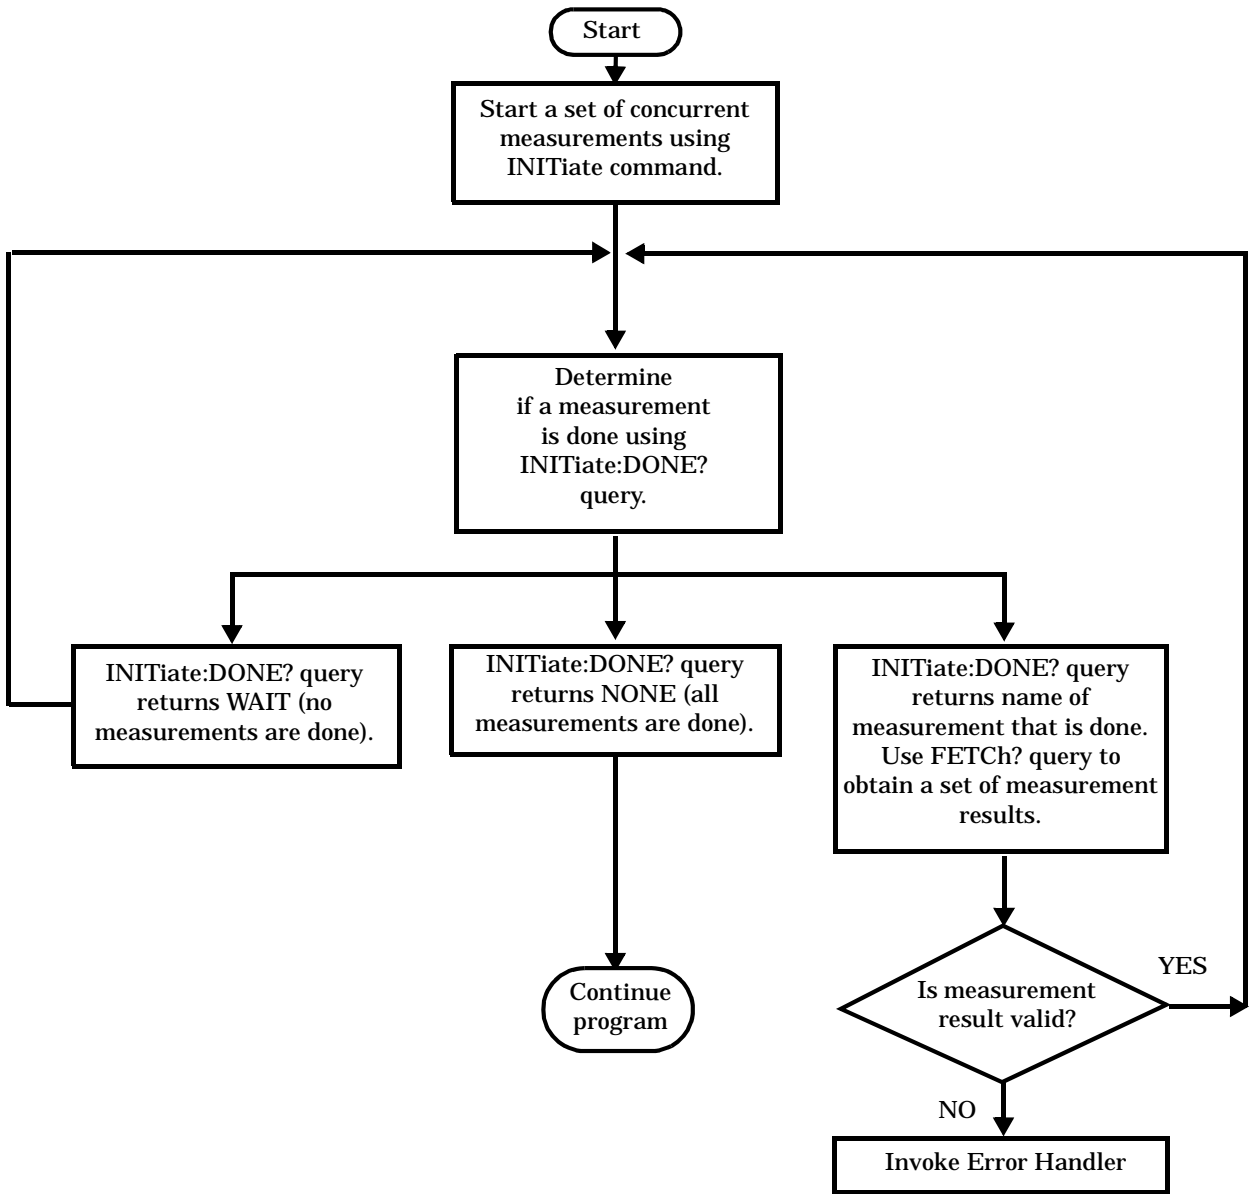 Start
Start a set of concurrent
measurements using
INITiate command.
Determine
if a measurement
is done using
INITiate:DONE?
query.
INITiate:DONE? query
returns WAIT (no
measurements are done).
INITiate:DONE? query
returns NONE (all
measurements are done).
INITiate:DONE? query
returns name of
measurement that is done.
Use FETCh? query to
obtain a set of measurement
results.
Continue
program
Is measurement
result valid?
YES
NO
Invoke Error Handler